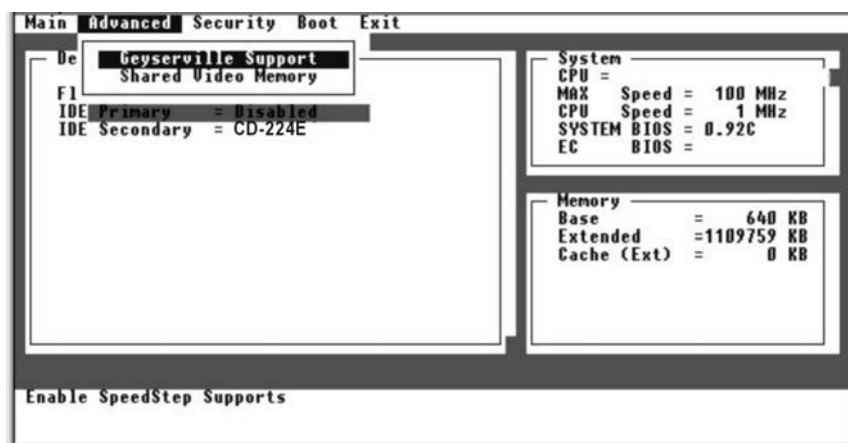 Main Advanced Security Boot Exit
De
Geyserville Support
Shared Video Memory
Fl
IDE Primary = Disabled
IDE Secondary = CD-224E
System
CPU =
MAX Speed = 100 MHz
CPU Speed = 1 MHz
SYSTEM BIOS = 0.92C
EC BIOS =
Memory
Base = 640 KB
Extended =1109759 KB
Cache (Ext) = 0 KB
Enable SpeedStep Supports